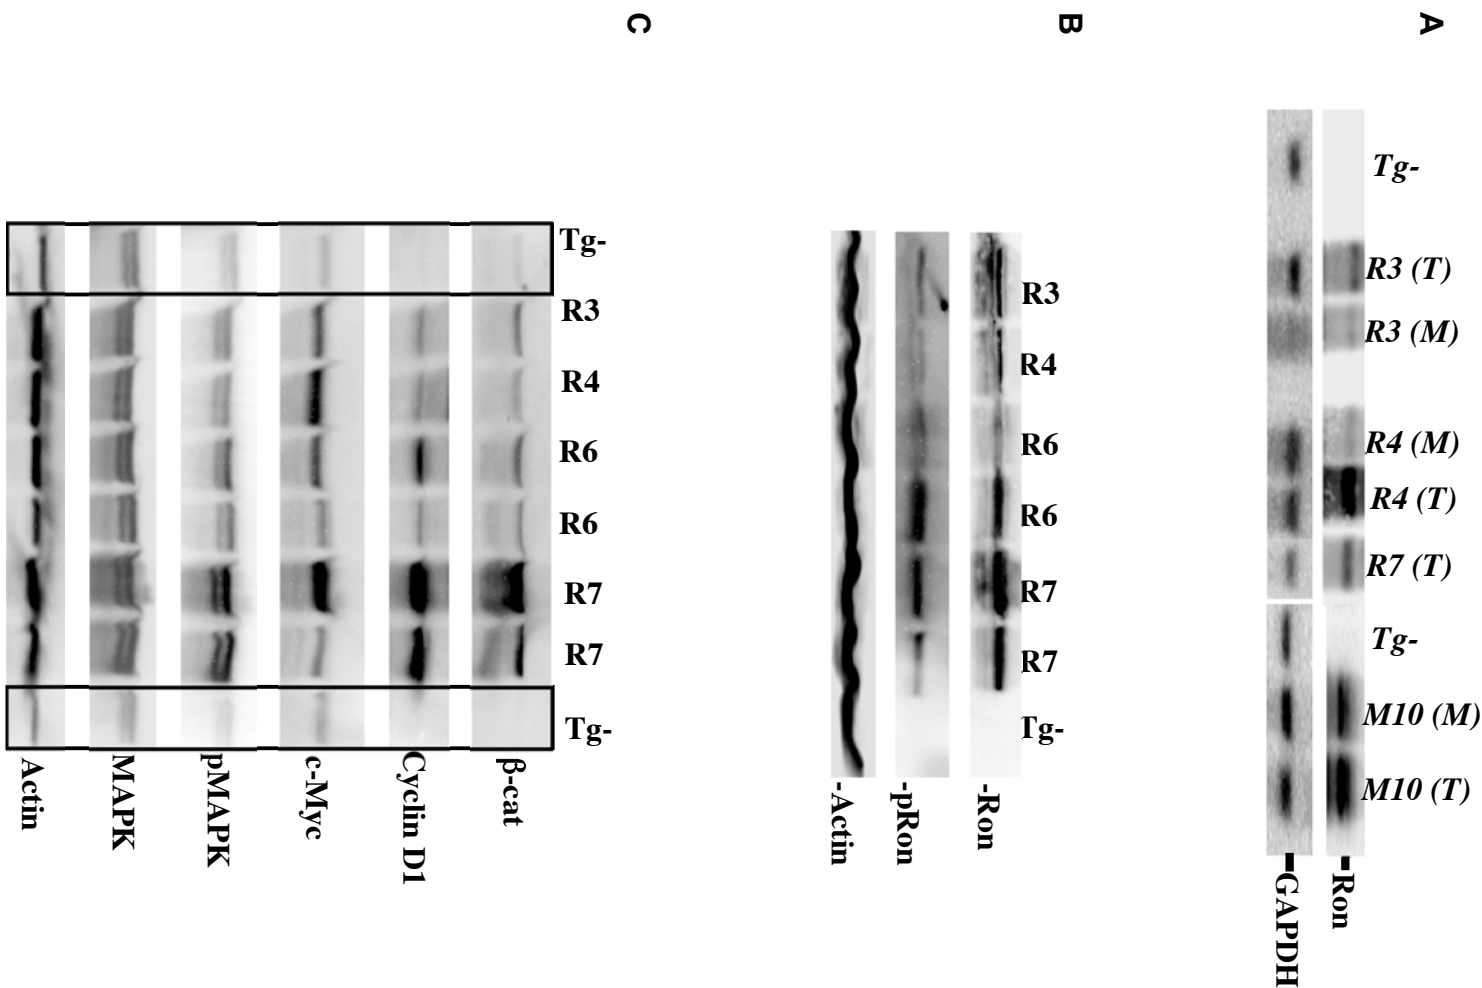 A
Tg-
R3 (T)
R3 (M)
R4 (M)
R4 (T)
R7 (T)
Tg-
M10 (M)
M10 (T)
-Ron
-GAPDH
B
R3
R4
R6
R6
R7
R7
Tg-
-Ron
-pRon
-Actin
C
Tg-
R3
R4
R6
R6
R7
R7
Tg-
β-cat
Cyclin D1
c-Myc
pMAPK
MAPK
Actin